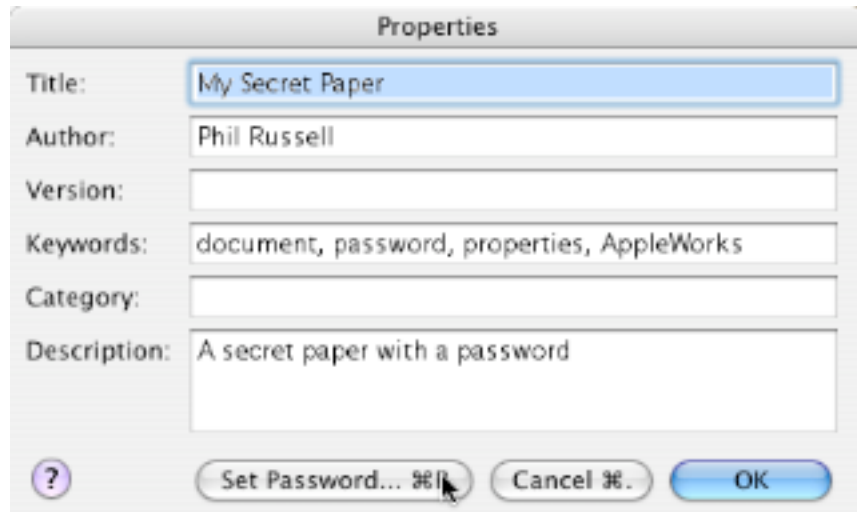 Properties
Title: My Secret Paper
Author: Phil Russell
Version:
Keywords: document, password, properties, AppleWorks
Category:
Description: A secret paper with a password
? Set Password... Cancel ⌘. OK